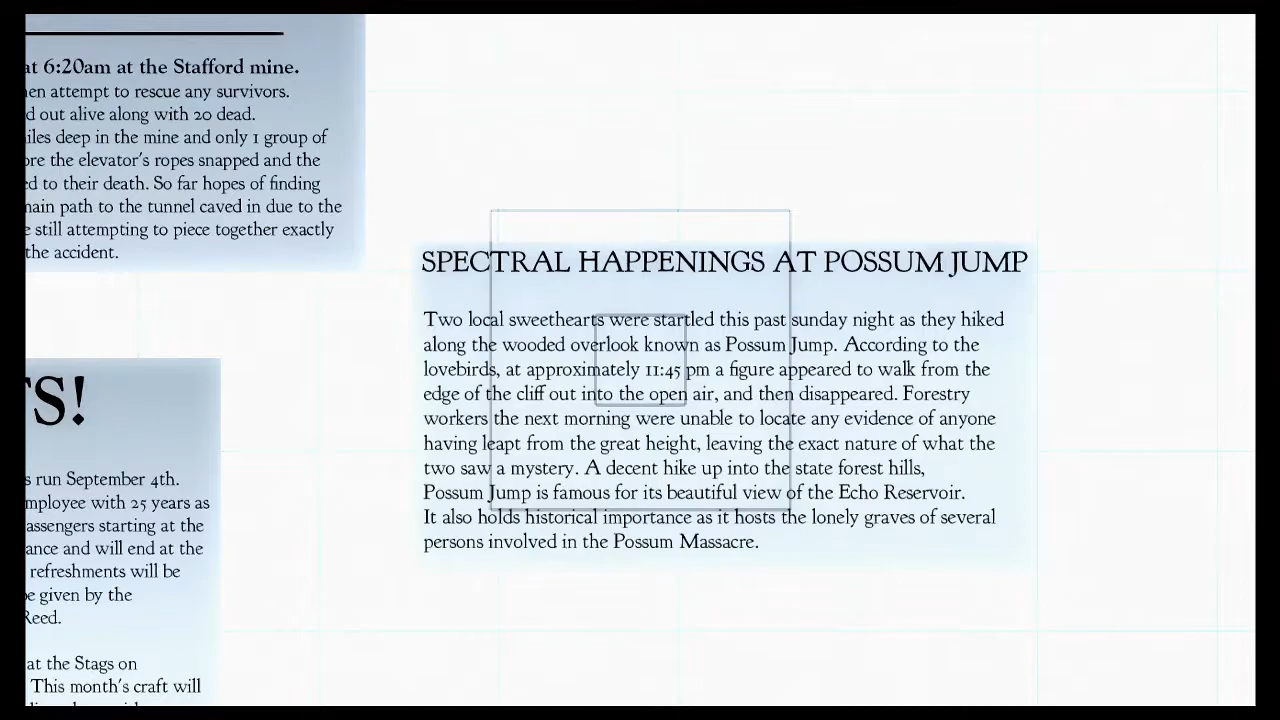 at 6:20am at the Stafford mine.
en attempt to rescue any survivors.
d out alive along with 20 dead.
iles deep in the mine and only 1 group of
ore the elevator's ropes snapped and the
ed to their death. So far hopes of finding
main path to the tunnel caved in due to the
e still attempting to piece together exactly
the accident.
SPECTRAL HAPPENINGS AT POSSUM JUMP
Two local sweethearts were startled this past sunday night as they hiked
along the wooded overlook known as Possum Jump. According to the
lovebirds, at approximately 11:45 pm a figure appeared to walk from the
edge of the cliff out into the open air, and then disappeared. Forestry
workers the next morning were unable to locate any evidence of anyone
having leapt from the great height, leaving the exact nature of what the
two saw a mystery. A decent hike up into the state forest hills,
Possum Jump is famous for its beautiful view of the Echo Reservoir.
It also holds historical importance as it hosts the lonely graves of several
persons involved in the Possum Massacre.
TS!
s run September 4th.
mployee with 25 years as
assengers starting at the
ance and will end at the
refreshments will be
be given by the
Reed.
at the Stags on
This month's craft will